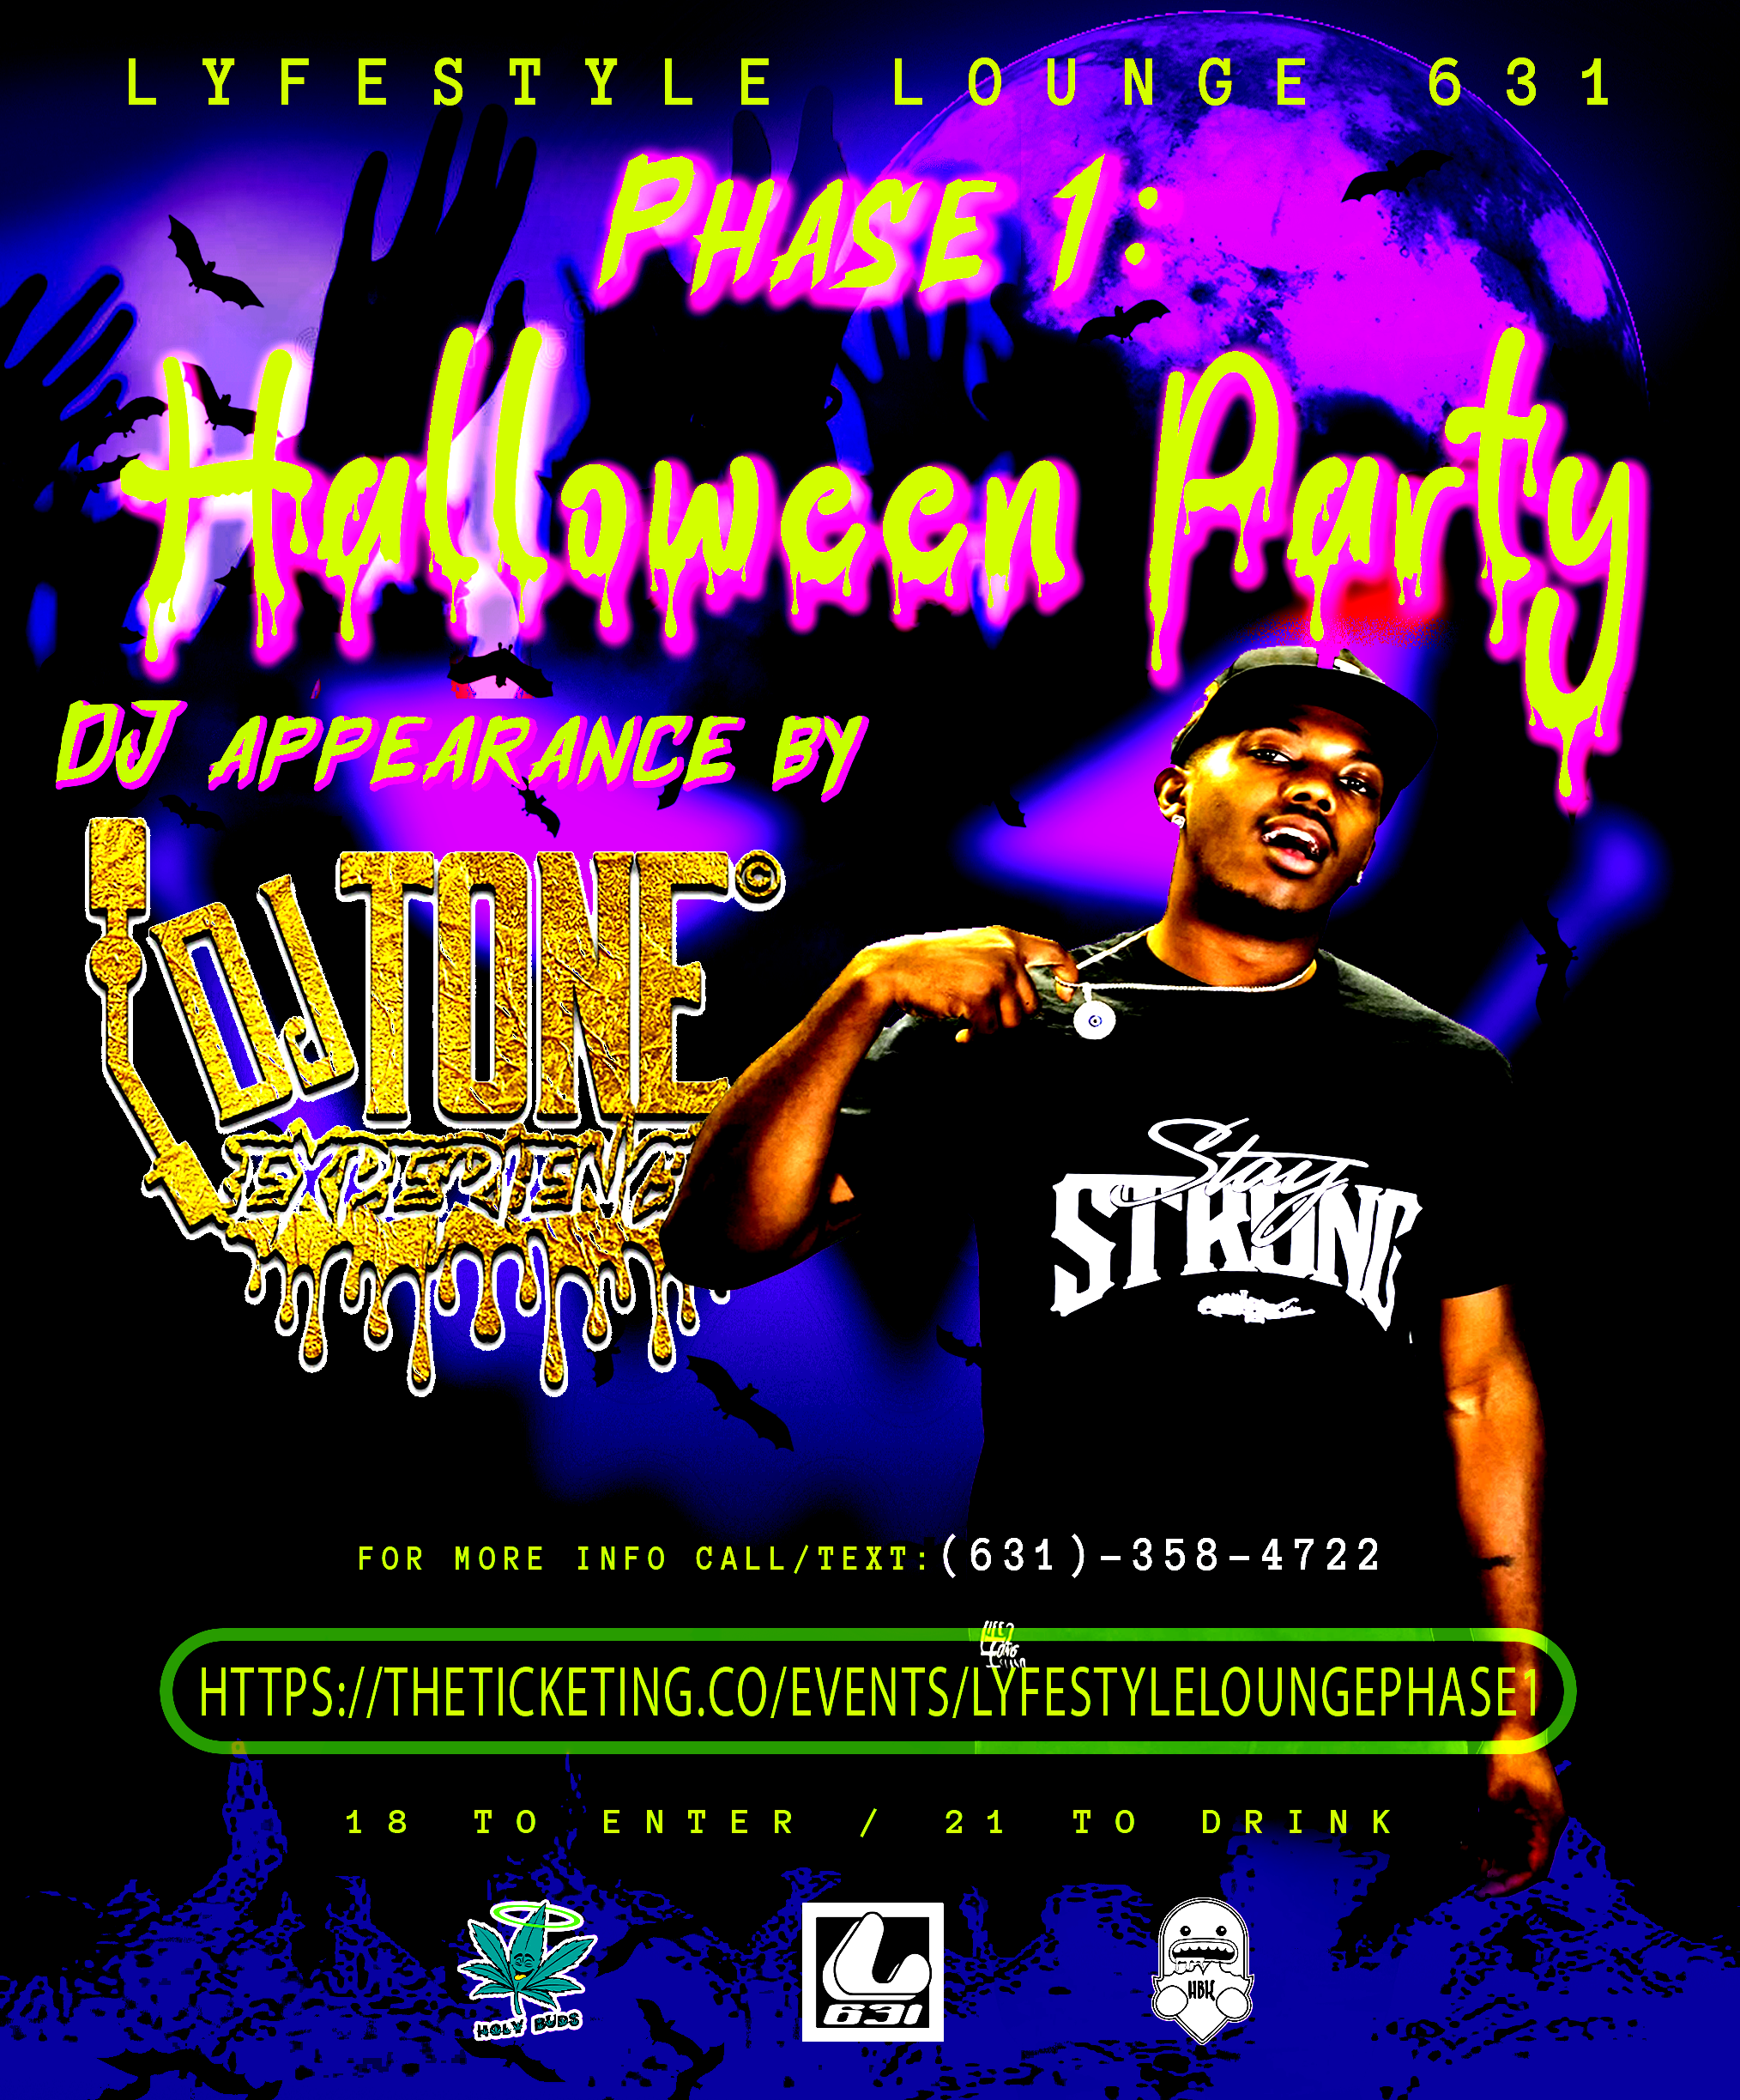 LYFESTYLE LOUNGE 631
PHASE 1:
Halloween Party
DJ APPEARANCE BY
DJ TONE©
EXPERIENCE
Stay
STRONG
FOR MORE INFO CALL/TEXT:(631)-358-4722
HTTPS://THETICKETING.CO/EVENTS/LYFESTYLELOUNGEPHASE1
18 TO ENTER / 21 TO DRINK
HOLY BUDS
L
631
HBK